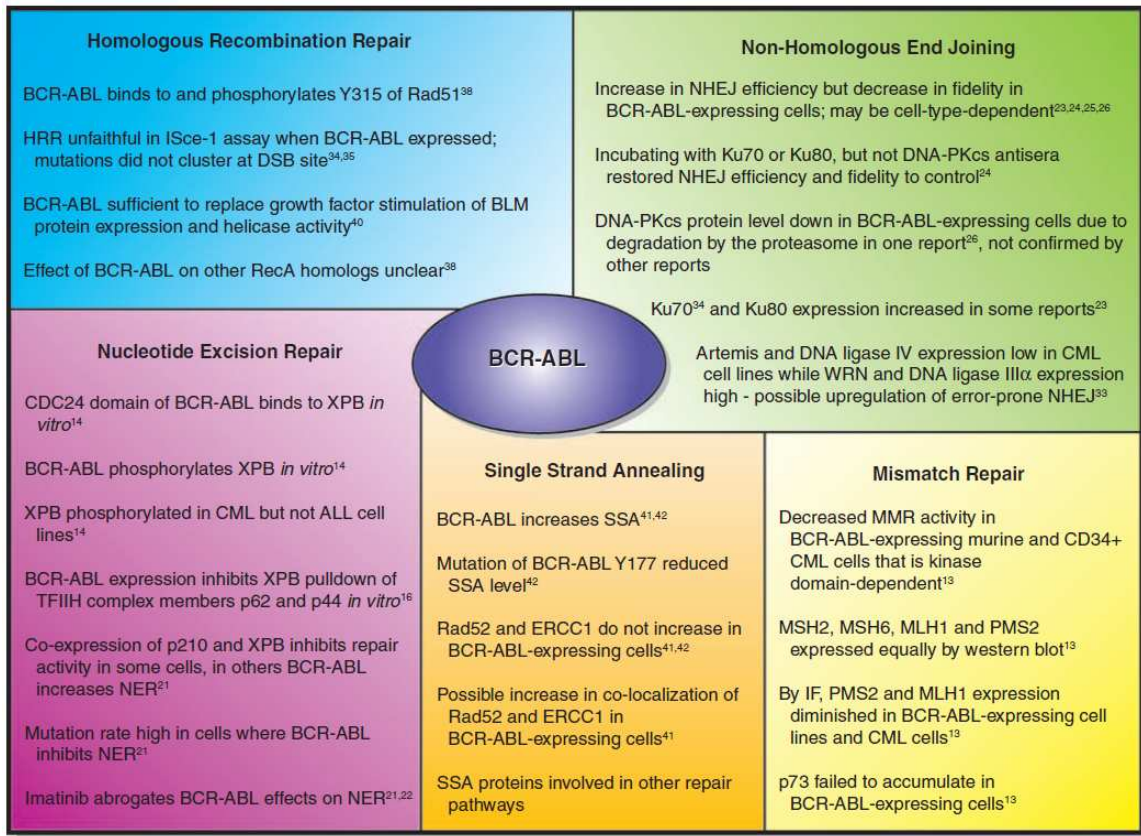 Homologous Recombination Repair
BCR-ABL binds to and phosphorylates Y315 of Rad51³⁸
HRR unfaithful in ISce-1 assay when BCR-ABL expressed;
mutations did not cluster at DSB site³⁴,³⁵
BCR-ABL sufficient to replace growth factor stimulation of BLM
protein expression and helicase activity⁴⁰
Effect of BCR-ABL on other RecA homologs unclear³⁸
Non-Homologous End Joining
Increase in NHEJ efficiency but decrease in fidelity in
BCR-ABL-expressing cells; may be cell-type-dependent²³,²⁴,²⁵,²⁶
Incubating with Ku70 or Ku80, but not DNA-PKcs antisera
restored NHEJ efficiency and fidelity to control²⁴
DNA-PKcs protein level down in BCR-ABL-expressing cells due to
degradation by the proteasome in one report²⁶, not confirmed by
other reports
Ku70³⁴ and Ku80 expression increased in some reports²³
Artemis and DNA ligase IV expression low in CML
cell lines while WRN and DNA ligase IIIα expression
high - possible upregulation of error-prone NHEJ³³
BCR-ABL
Nucleotide Excision Repair
CDC24 domain of BCR-ABL binds to XPB in
vitro¹⁴
BCR-ABL phosphorylates XPB in vitro¹⁴
XPB phosphorylated in CML but not ALL cell
lines¹⁴
BCR-ABL expression inhibits XPB pulldown of
TFIIH complex members p62 and p44 in vitro¹⁶
Co-expression of p210 and XPB inhibits repair
activity in some cells, in others BCR-ABL
increases NER²¹
Mutation rate high in cells where BCR-ABL
inhibits NER²¹
Imatinib abrogates BCR-ABL effects on NER²¹,²²
Single Strand Annealing
BCR-ABL increases SSA⁴¹,⁴²
Mutation of BCR-ABL Y177 reduced
SSA level⁴²
Rad52 and ERCC1 do not increase in
BCR-ABL-expressing cells⁴¹,⁴²
Possible increase in co-localization of
Rad52 and ERCC1 in
BCR-ABL-expressing cells⁴¹
SSA proteins involved in other repair
pathways
Mismatch Repair
Decreased MMR activity in
BCR-ABL-expressing murine and CD34+
CML cells that is kinase
domain-dependent¹³
MSH2, MSH6, MLH1 and PMS2
expressed equally by western blot¹³
By IF, PMS2 and MLH1 expression
diminished in BCR-ABL-expressing cell
lines and CML cells¹³
p73 failed to accumulate in
BCR-ABL-expressing cells¹³